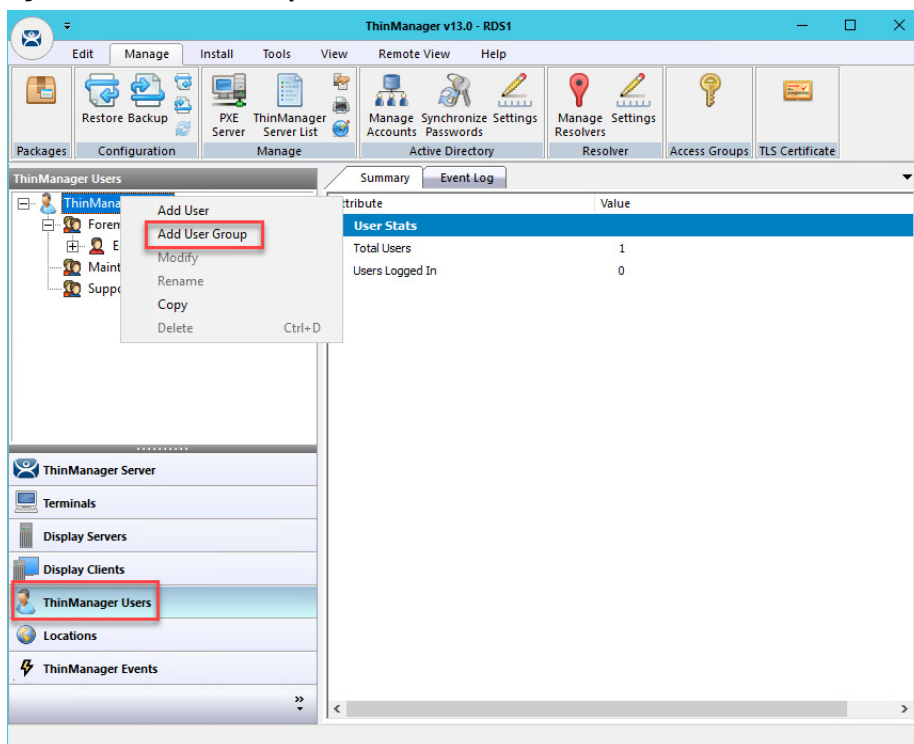 ThinManager v13.0 - RDS1
Edit Manage Install Tools View Remote View Help
Restore Backup PXE Server ThinManager Server List Manage Accounts Synchronize Passwords Settings Manage Resolvers Settings
Packages Configuration Manage Active Directory Resolver Access Groups TLS Certificate
ThinManager Users
Summary Event Log
ThinMana
Forem
E
Maint
Suppo
Add User
Add User Group
Modify
Rename
Copy
Delete Ctrl+D
ttribute Value
User Stats
Total Users 1
Users Logged In 0
ThinManager Server
Terminals
Display Servers
Display Clients
ThinManager Users
Locations
ThinManager Events